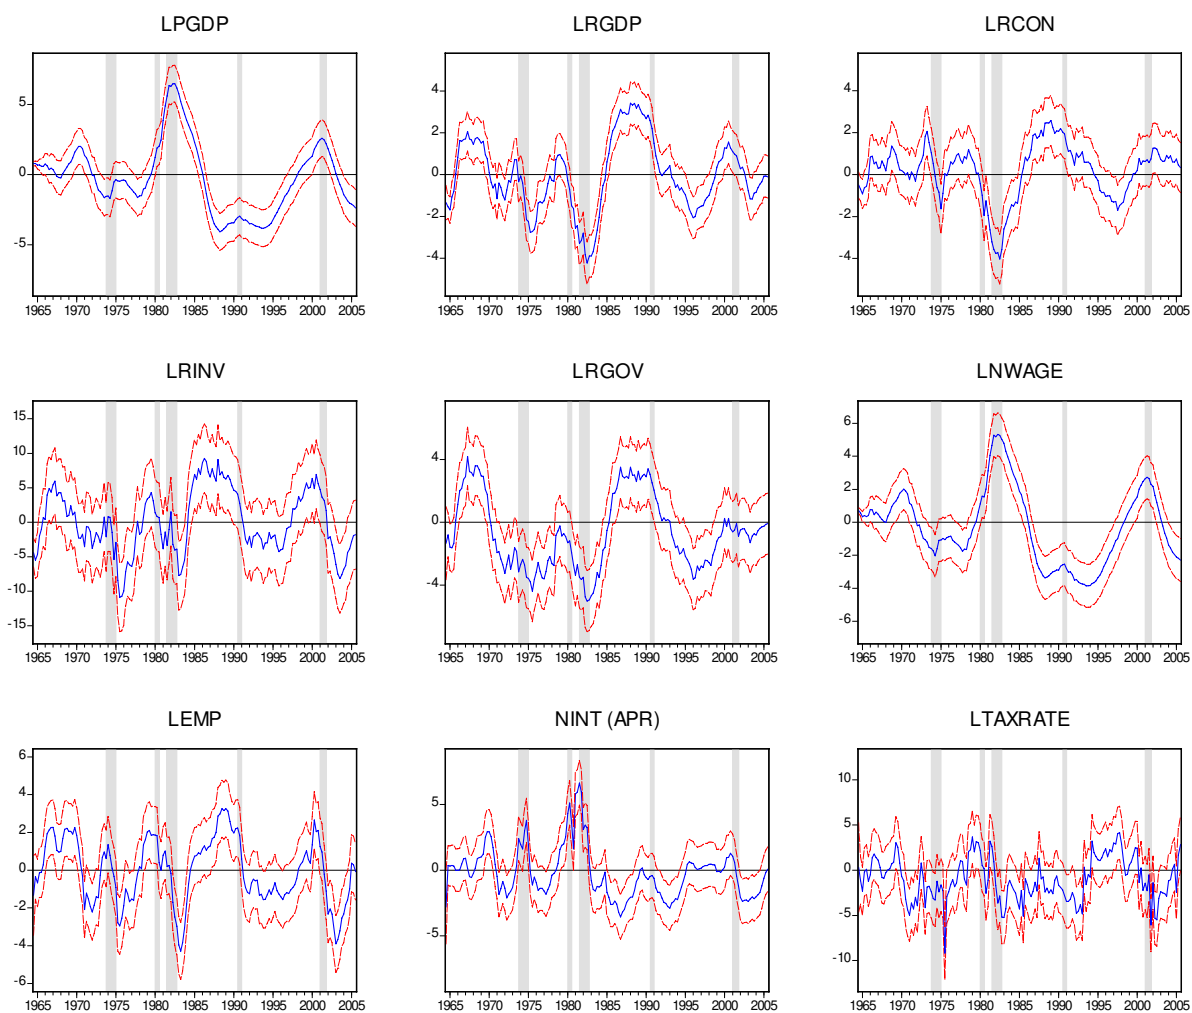 LPGDP LRGDP LRCON
5 4 4
2 2
0 0 0
-2 -2
-5 -4 -4
1965 1970 1975 1980 1985 1990 1995 2000 2005 1965 1970 1975 1980 1985 1990 1995 2000 2005 1965 1970 1975 1980 1985 1990 1995 2000 2005
LRINV LRGOV LNWAGE
15 6
10 4 4
5 2
0 0 0
-5 -2
-10 -4 -4
-15 -6
1965 1970 1975 1980 1985 1990 1995 2000 2005 1965 1970 1975 1980 1985 1990 1995 2000 2005 1965 1970 1975 1980 1985 1990 1995 2000 2005
LEMP NINT (APR) LTAXRATE
6 10
4 5 5
2
0 0 0
-2 -5
-4 -5
-6 -10
1965 1970 1975 1980 1985 1990 1995 2000 2005 1965 1970 1975 1980 1985 1990 1995 2000 2005 1965 1970 1975 1980 1985 1990 1995 2000 2005